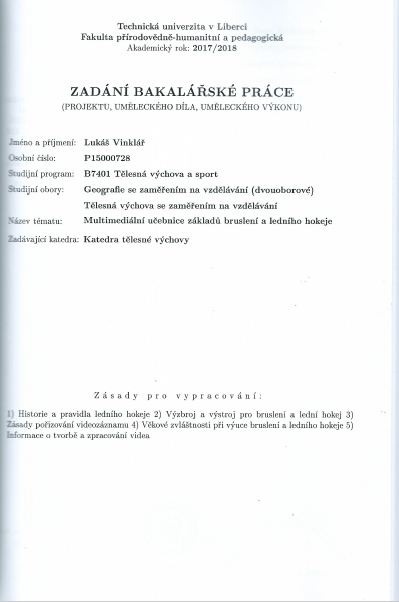 Technická univerzita v Liberci
Fakulta přírodovědně-humanitní a pedagogická
Akademický rok: 2017/2018
ZADÁNÍ BAKALÁŘSKÉ PRÁCE
(PROJEKTU, UMĚLECKÉHO DÍLA, UMĚLECKÉHO VÝKONU)
Jméno a příjmení: Lukáš Vinklář
Osobní číslo: P15000728
Studijní program: B7401 Tělesná výchova a sport
Studijní obory: Geografie se zaměřením na vzdělávání (dvouoborové)
Tělesná výchova se zaměřením na vzdělávání
Název tématu: Multimediální učebnice základů bruslení a ledního hokeje
Zadávající katedra: Katedra tělesné výchovy
Zásady pro vypracování:
1) Historie a pravidla ledního hokeje 2) Výzbroj a výstroj pro bruslení a lední hokej 3)
Zásady pořizování videozáznamu 4) Věkové zvláštnosti při výuce bruslení a ledního hokeje 5)
Informace o tvorbě a zpracování videa